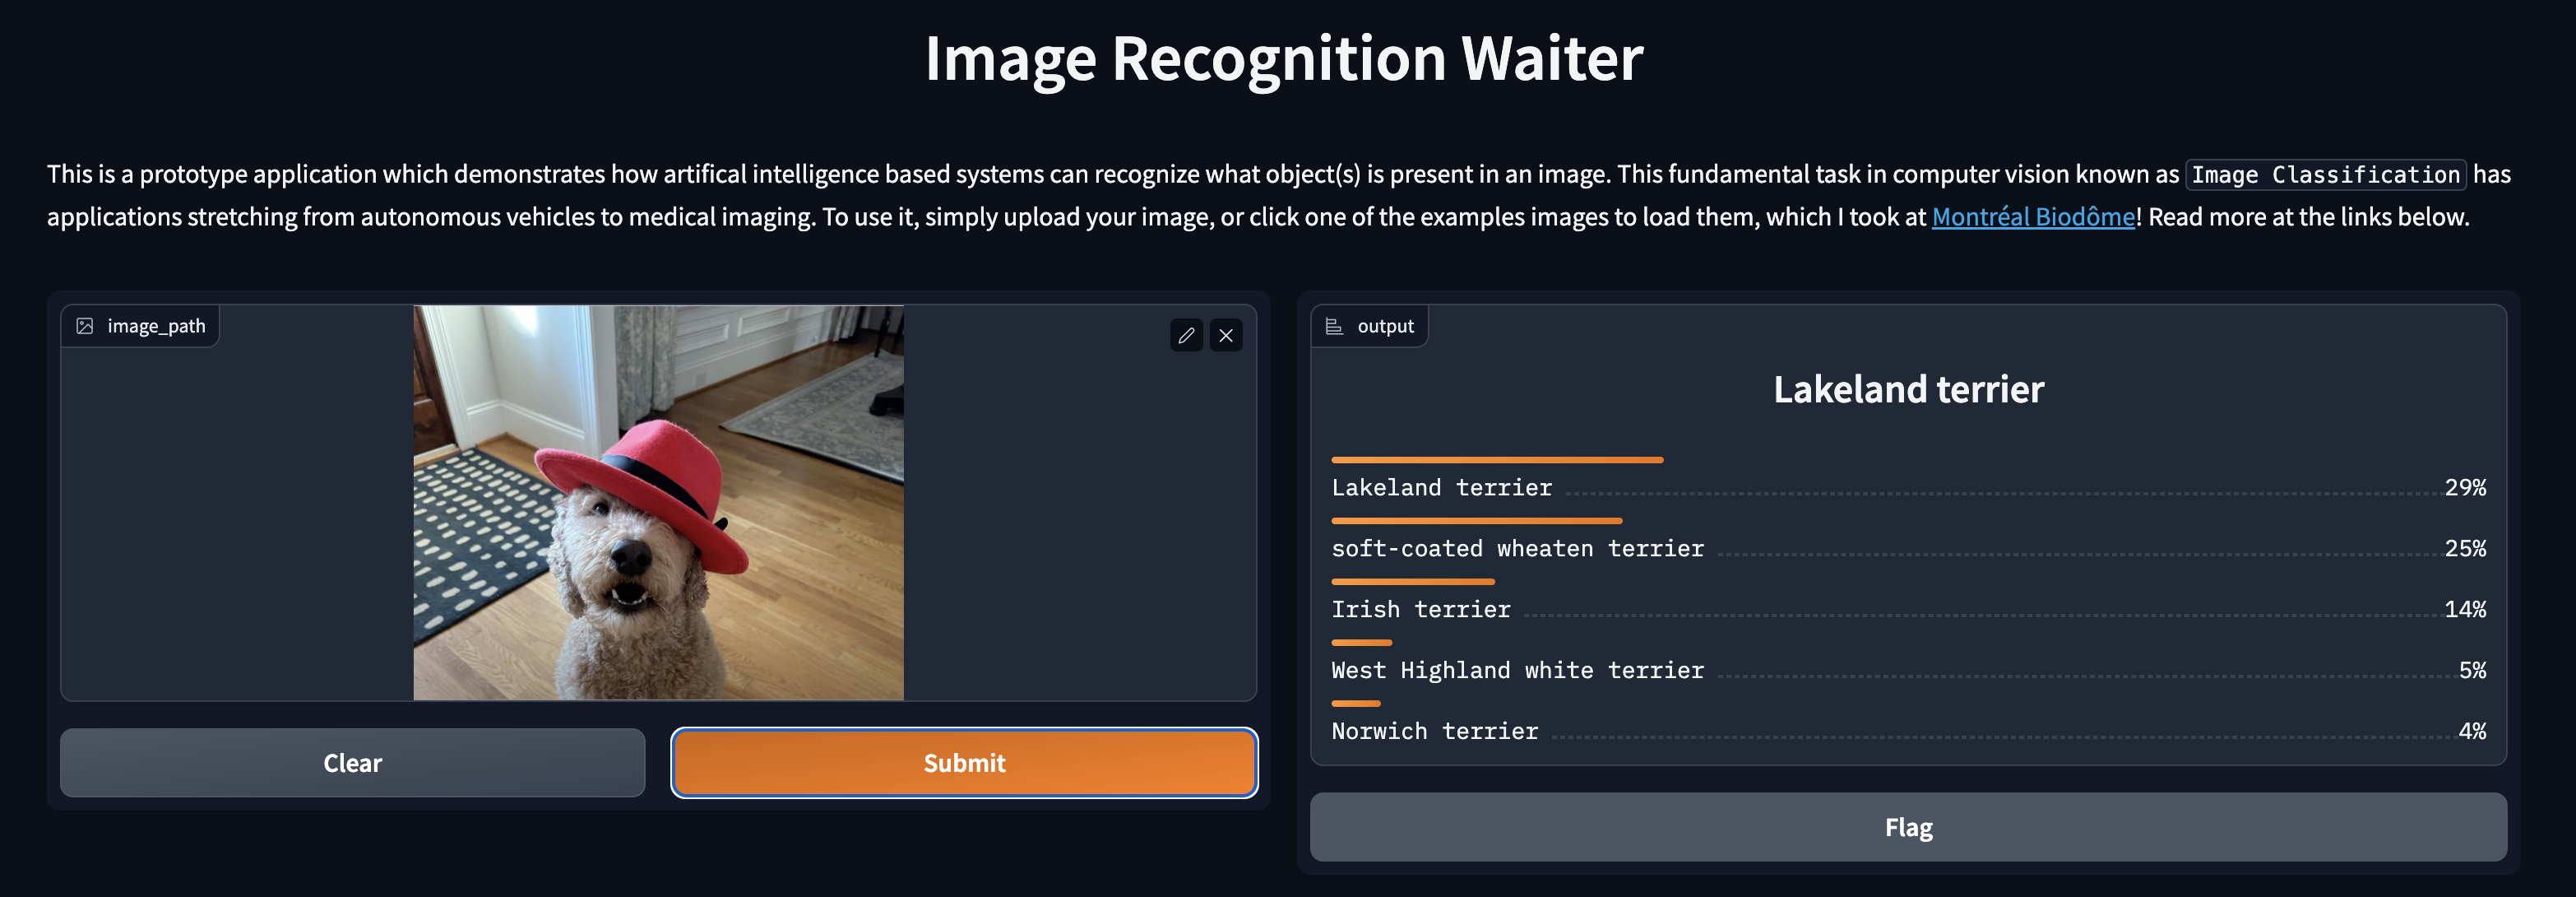 Image Recognition Waiter
This is a prototype application which demonstrates how artifical intelligence based systems can recognize what object(s) is present in an image. This fundamental task in computer vision known as Image Classification has
applications stretching from autonomous vehicles to medical imaging. To use it, simply upload your image, or click one of the examples images to load them, which I took at Montréal Biodôme! Read more at the links below.
image_path
Clear
Submit
output
Lakeland terrier
Lakeland terrier 29%
soft-coated wheaten terrier 25%
Irish terrier 14%
West Highland white terrier 5%
Norwich terrier 4%
Flag